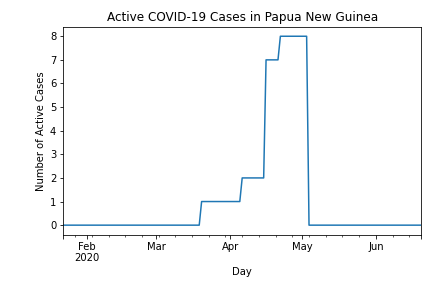 Active COVID-19 Cases in Papua New Guinea
8
7
6
5
4
3
2
1
0
Number of Active Cases
Feb Mar Apr May Jun
2020
Day